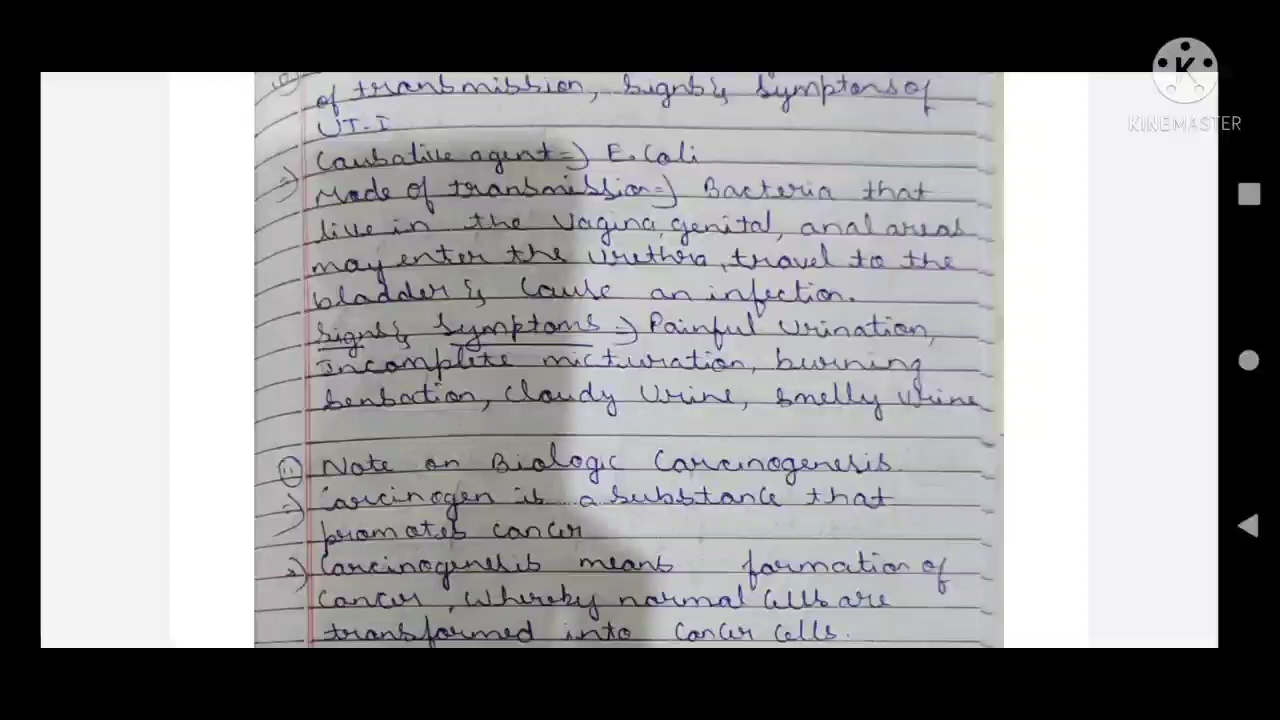 of transmission, Signs & Symptoms of
UT.I
Causative agent => E. Coli
=> Mode of transmission => Bacteria that
live in the Vagina, genital, anal areas
may enter the Urethra, travel to the
bladder & Cause an infection.
Signs & Symptoms => Painful Urination,
Incomplete micturation, burning
Sensation, Cloudy Urine, Smelly Urine
11 Note on Biologic Carcinogenesis
=> Carcinogen is a substance that
promotes cancer
=> Carcinogenesis means formation of
Cancer, whereby normal Cells are
transformed into Cancer Cells.
K
KINEMASTER